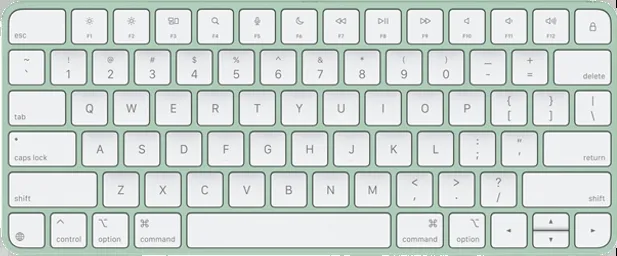 esc F1 F2 F3 F4 F5 F6 F7 F8 F9 F10 F11 F12
~ ! @ # $ % ^ & * ( ) _ +
` 1 2 3 4 5 6 7 8 9 0 - = delete
tab Q W E R T Y U I O P { [ } ] | \
caps lock A S D F G H J K L : ; " ' return
shift Z X C V B N M < , > . ? / shift
control option ⌘ command ⌘ command option